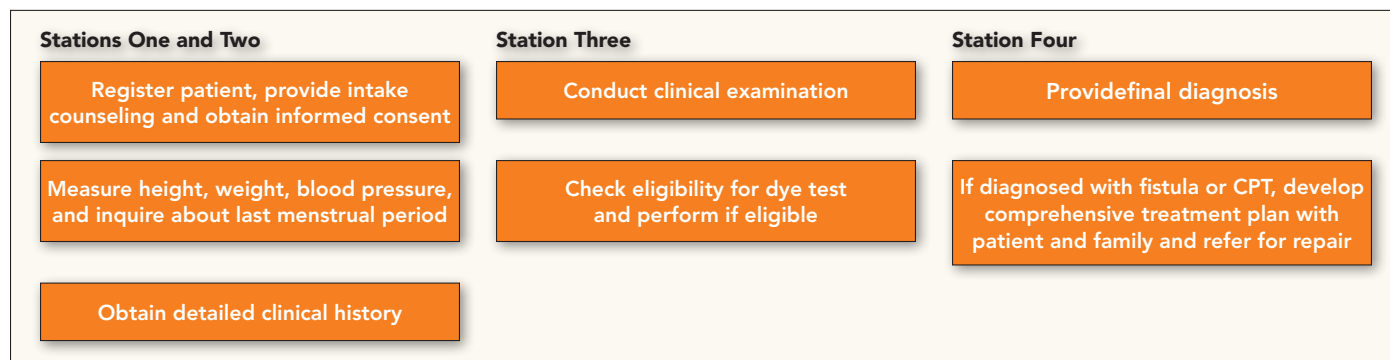 Stations One and Two
Register patient, provide intake
counseling and obtain informed consent
Measure height, weight, blood pressure,
and inquire about last menstrual period
Obtain detailed clinical history
Station Three
Conduct clinical examination
Check eligibility for dye test
and perform if eligible
Station Four
Providefinal diagnosis
If diagnosed with fistula or CPT, develop
comprehensive treatment plan with
patient and family and refer for repair